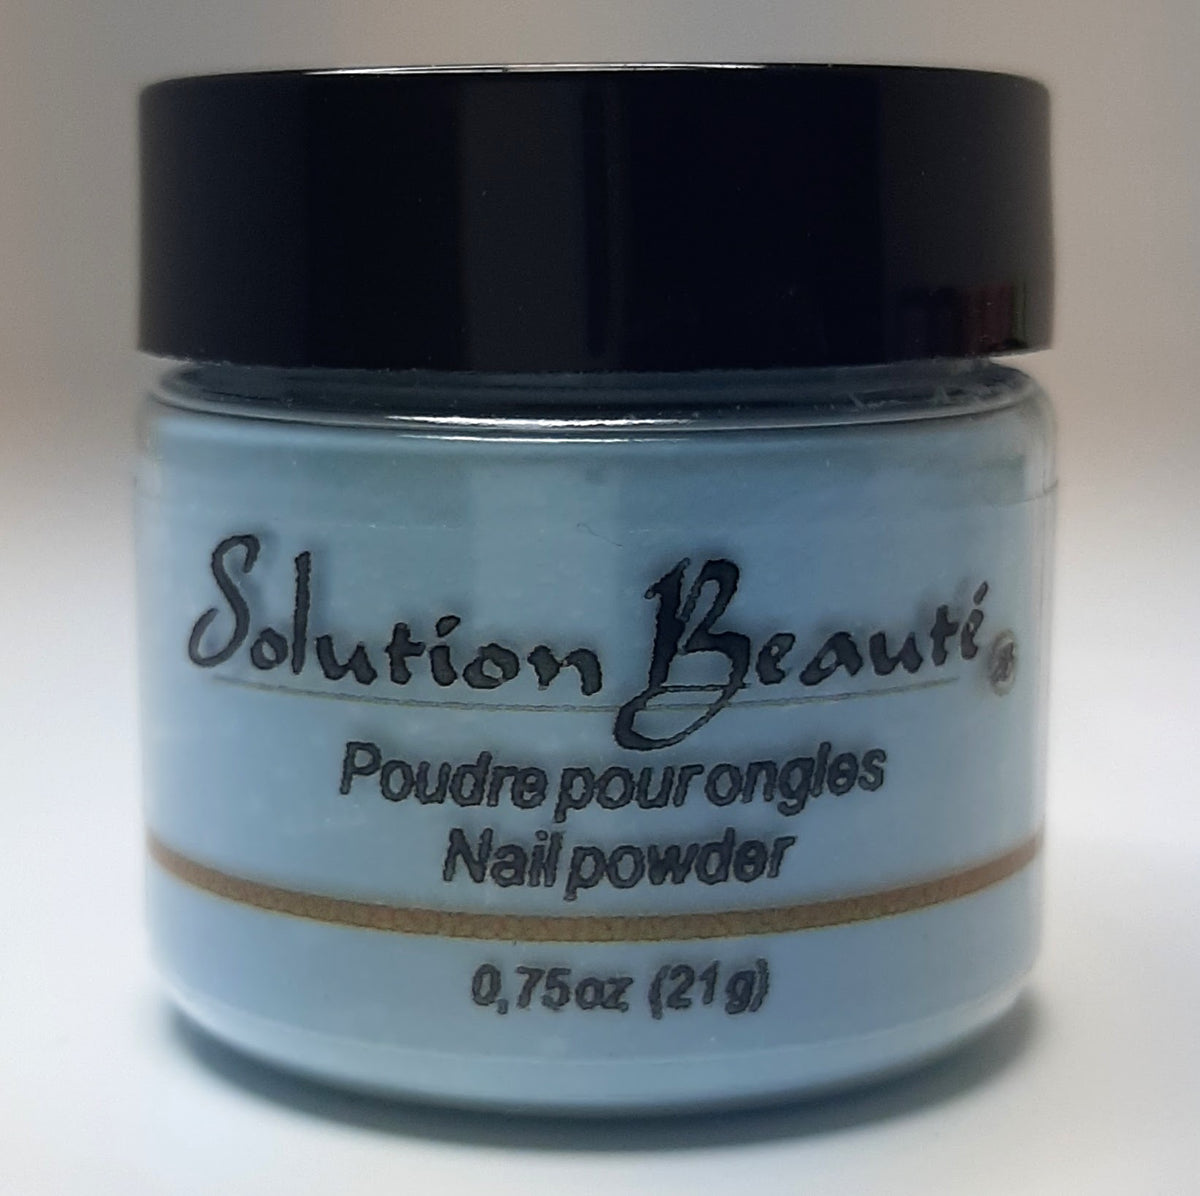 Solution Beauté®
Poudre pour ongles
Nail powder
0,75oz (21g)